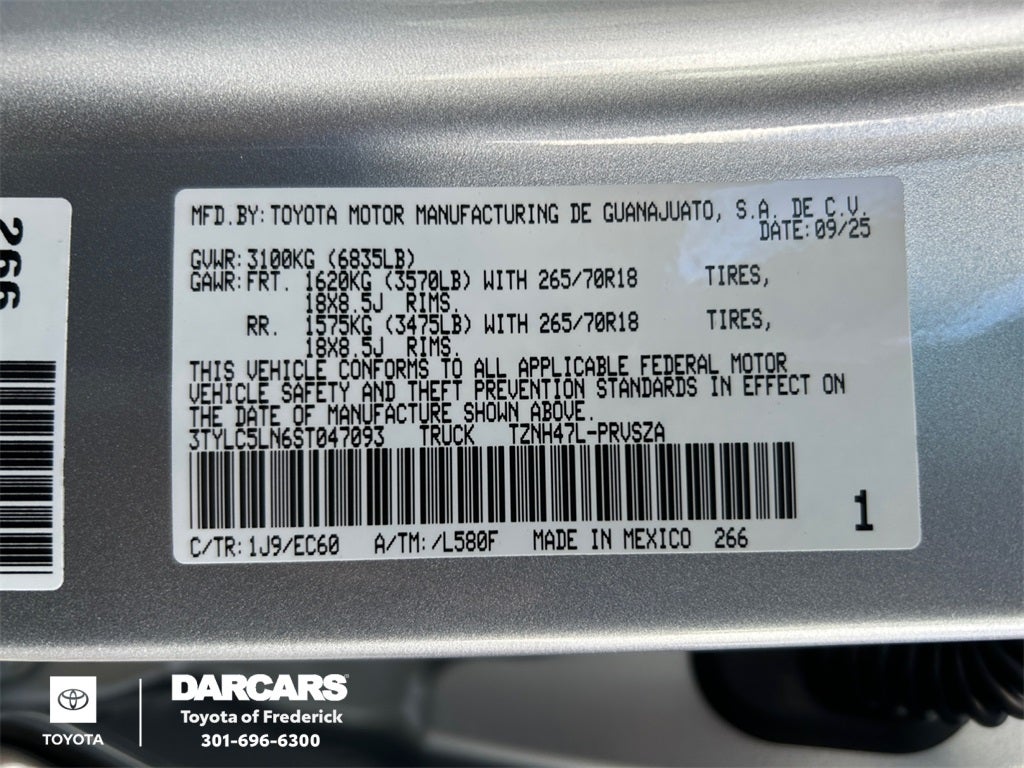 MFD.BY: TOYOTA MOTOR MANUFACTURING DE GUANAJUATO, S.A. DE C.V.
DATE: 09/25
GVWR: 3100KG (6835LB)
GAWR: FRT. 1620KG (3570LB) WITH 265/70R18 TIRES,
18X8.5J RIMS.
RR. 1575KG (3475LB) WITH 265/70R18 TIRES,
18X8.5J RIMS.
THIS VEHICLE CONFORMS TO ALL APPLICABLE FEDERAL MOTOR
VEHICLE SAFETY AND THEFT PREVENTION STANDARDS IN EFFECT ON
THE DATE OF MANUFACTURE SHOWN ABOVE.
3TYLC5LN6ST047093 TRUCK TZNH47L-PRVSZA
1
C/TR: 1J9/EC60 A/TM: /L580F MADE IN MEXICO 266
266
TOYOTA
DARCARS
Toyota of Frederick
301-696-6300